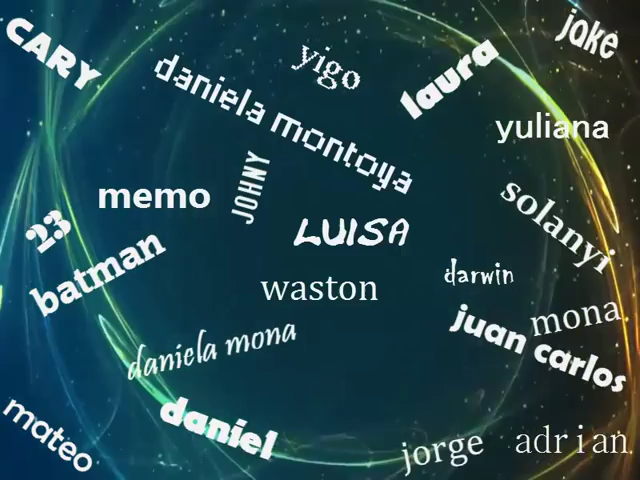 CARY
jake
yigo
laura
daniela montoya
yuliana
JOHNY
memo
solanyi
23
LUISA
batman
darwin
waston
mona
juan carlos
daniela mona
daniel
mateo
jorge
adrian